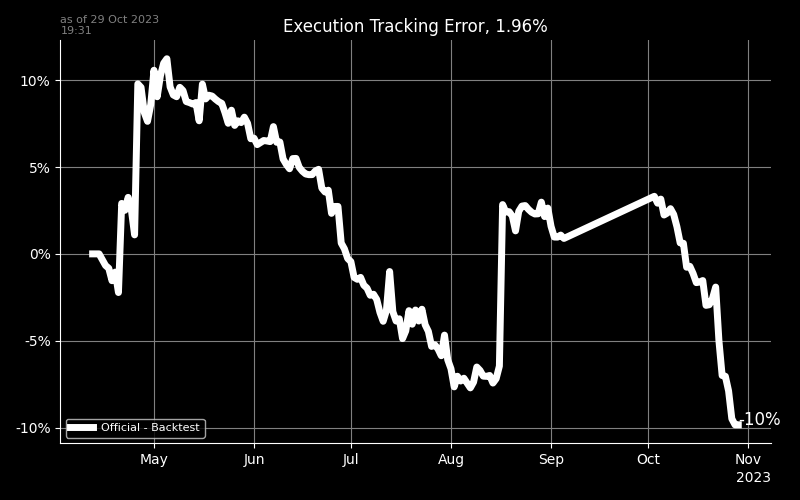 as of 29 Oct 2023
19:31
Execution Tracking Error, 1.96%
10%
5%
0%
-5%
-10%
Official - Backtest
-10%
May Jun Jul Aug Sep Oct Nov
2023